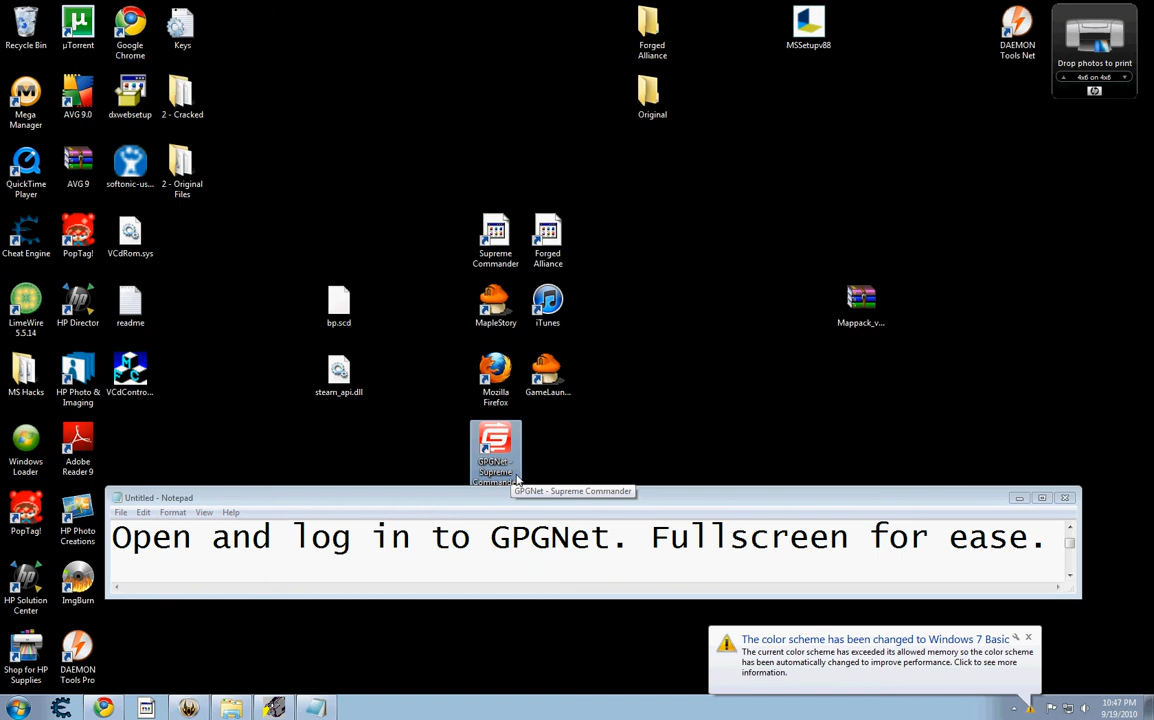 Recycle Bin
µTorrent
Google
Chrome
Keys
Forged
Alliance
MSSetupv88
DAEMON
Tools Net
Drop photos to print
4x6 on 4x6
Mega
Manager
AVG 9.0
dxwebsetup
2 - Cracked
Original
QuickTime
Player
AVG 9
softonic-us...
2 - Original
Files
Cheat Engine
PopTag!
VCdRom.sys
Supreme
Commander
Forged
Alliance
LimeWire
5.5.14
HP Director
readme
bp.scd
MapleStory
iTunes
Mappack_v...
MS Hacks
HP Photo &
Imaging
VCdContro...
steam_api.dll
Mozilla
Firefox
GameLaun...
Windows
Loader
Adobe
Reader 9
GPGNet -
Supreme
Commander
GPGNet - Supreme Commander
Untitled - Notepad
File Edit Format View Help
Open and log in to GPGNet. Fullscreen for ease.
PopTag!
HP Photo
Creations
HP Solution
Center
ImgBurn
Shop for HP
Supplies
DAEMON
Tools Pro
The color scheme has been changed to Windows 7 Basic
The current color scheme has exceeded its allowed memory so the color scheme
has been automatically changed to improve performance. Click to see more
information.
10:47 PM
9/19/2010